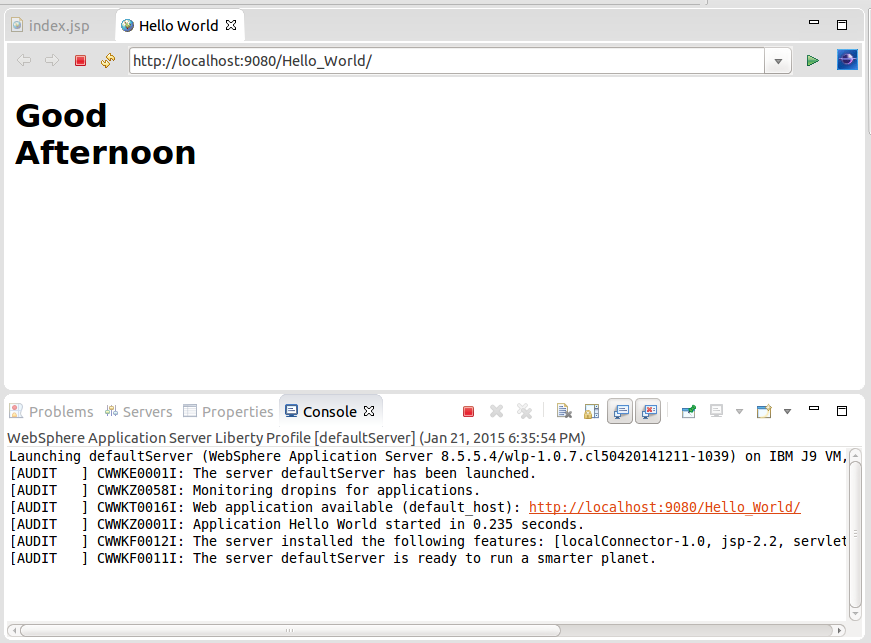 index.jsp
Hello World
http://localhost:9080/Hello_World/
Good
Afternoon
Problems
Servers
Properties
Console
WebSphere Application Server Liberty Profile [defaultServer] (Jan 21, 2015 6:35:54 PM)
Launching defaultServer (WebSphere Application Server 8.5.5.4/wlp-1.0.7.cl50420141211-1039) on IBM J9 VM,
[AUDIT   ] CWWKE0001I: The server defaultServer has been launched.
[AUDIT   ] CWWKZ0058I: Monitoring dropins for applications.
[AUDIT   ] CWWKT0016I: Web application available (default_host): http://localhost:9080/Hello_World/
[AUDIT   ] CWWKZ0001I: Application Hello World started in 0.235 seconds.
[AUDIT   ] CWWKF0012I: The server installed the following features: [localConnector-1.0, jsp-2.2, servlet
[AUDIT   ] CWWKF0011I: The server defaultServer is ready to run a smarter planet.